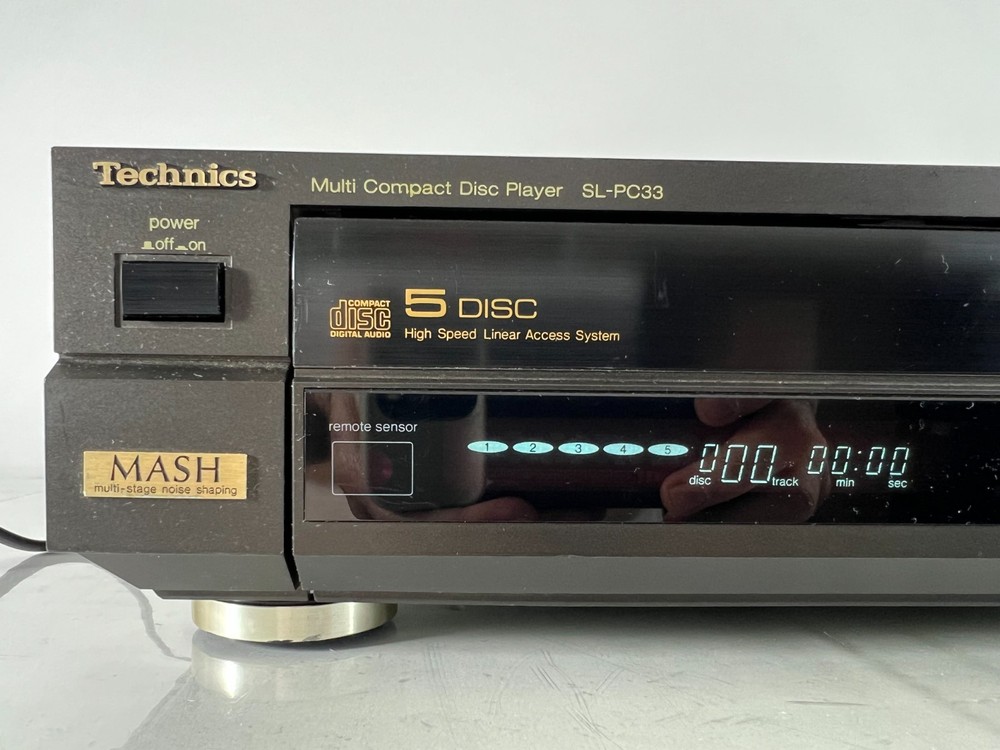 Technics
Multi Compact Disc Player SL-PC33
power
off on
COMPACT
disc
DIGITAL AUDIO
5 DISC
High Speed Linear Access System
remote sensor
1 2 3 4 5
0 00 00:00
disc track min sec
MASH
multi-stage noise shaping